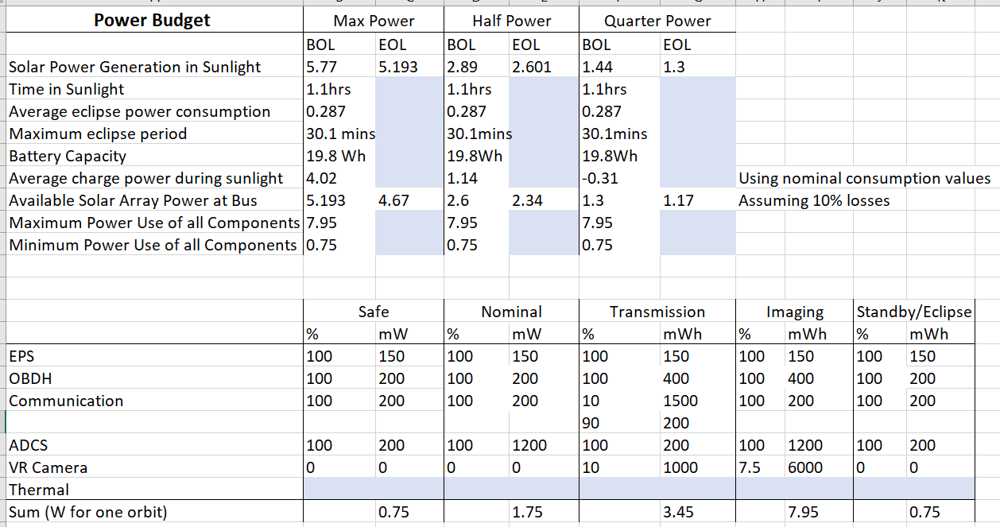 Power Budget Max Power Half Power Quarter Power
BOL EOL BOL EOL BOL EOL
Solar Power Generation in Sunlight 5.77 5.193 2.89 2.601 1.44 1.3
Time in Sunlight 1.1hrs 1.1hrs 1.1hrs
Average eclipse power consumption 0.287 0.287 0.287
Maximum eclipse period 30.1 mins 30.1mins 30.1mins
Battery Capacity 19.8 Wh 19.8Wh 19.8Wh
Average charge power during sunlight 4.02 1.14 -0.31 Using nominal consumption values
Available Solar Array Power at Bus 5.193 4.67 2.6 2.34 1.3 1.17 Assuming 10% losses
Maximum Power Use of all Components 7.95 7.95 7.95
Minimum Power Use of all Components 0.75 0.75 0.75
Safe Nominal Transmission Imaging Standby/Eclipse
% mW % mW % mWh % mWh % mWh
EPS 100 150 100 150 100 150 100 150 100 150
OBDH 100 200 100 200 100 400 100 400 100 200
Communication 100 200 100 200 10 1500 100 200 100 200
90 200
ADCS 100 200 100 1200 100 200 100 1200 100 200
VR Camera 0 0 0 0 10 1000 7.5 6000 0 0
Thermal
Sum (W for one orbit) 0.75 1.75 3.45 7.95 0.75